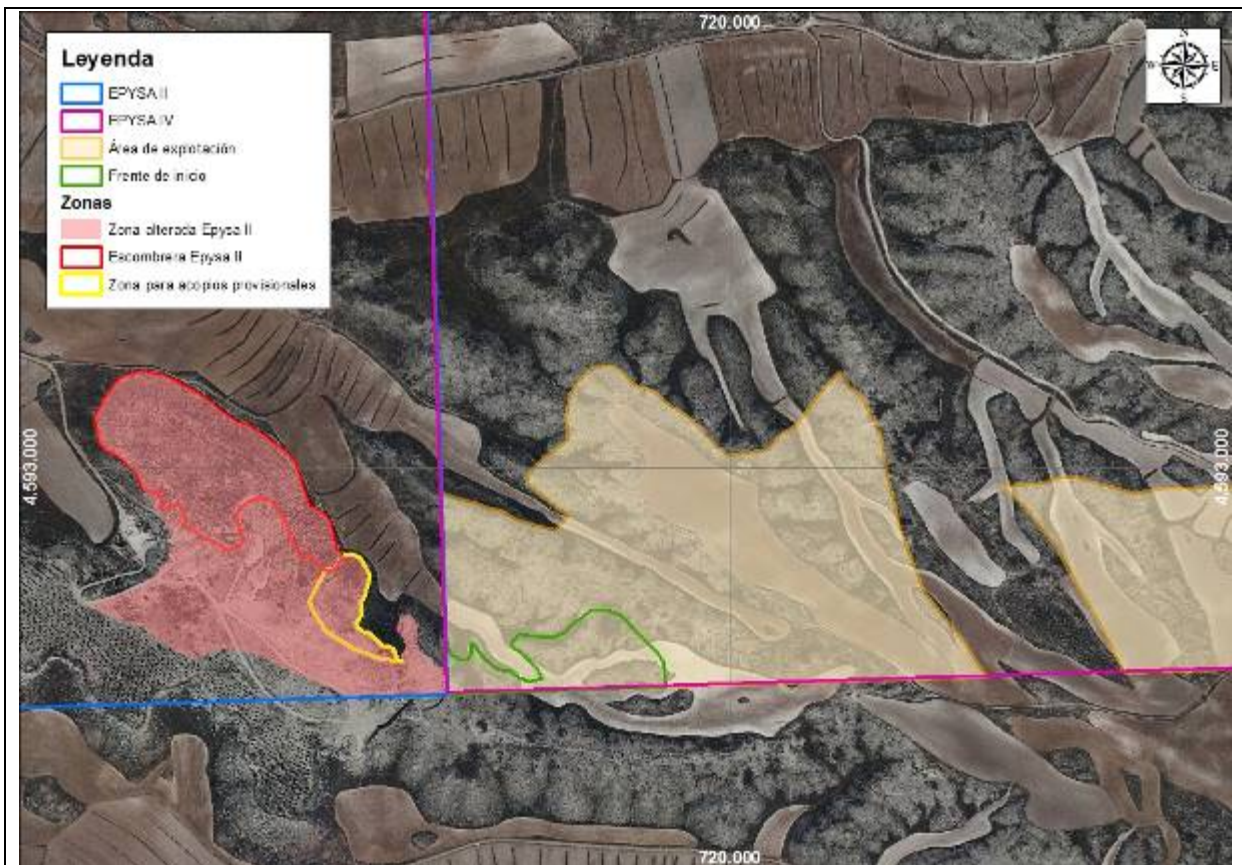 720.000
Leyenda
EPYSA II
EPYSA IV
Área de explotación
Frente de inicio
Zonas
Zona alterada Epysa II
Escombrera Epysa II
Zona para acopios provisionales
N
W E
S
4.593.000
4.593.000
720.000